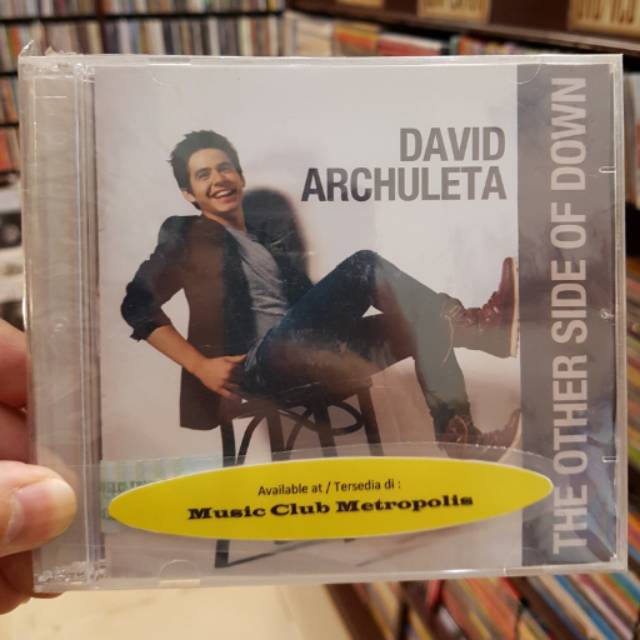 DAVID
ARCHULETA
THE OTHER SIDE OF DOWN
Available at / Tersedia di :
Music Club Metropolis